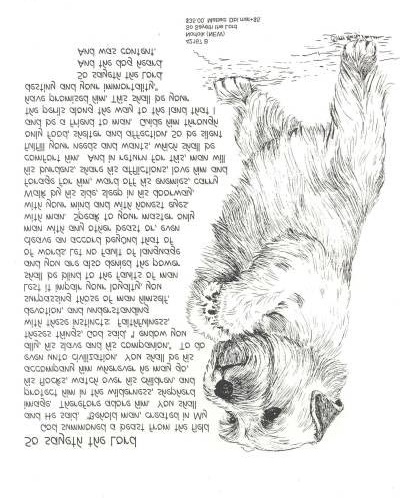 So sayeth the Lord
God summoned a beast from the field
and He said, "Behold man, created in My
image. Therefore adore him. You shall
protect him in the wilderness, shepherd
his flocks, watch over his children, and
accompany him wherever he may go,
even unto civilization. You shall be his
ally, his slave and his companion." To do
theses things, God said, "I endow you
with these instincts: Faithfulness,
devotion, and understanding
surpassing those of man himself.
Lest it impair your loyalty, you
shall be blind to the faults of man
and you are also denied the power
of words. Let no fault of language
cleave an accord beyond that of
man with any other beast or, even
with man. Speak to your master only
with your mind and with honest eyes.
Walk by his side, sleep in his doorway,
forage for him, ward off his enemies, carry
his burdens, share his afflictions, love him and
comfort him. And in return for this, man will
fulfill your needs and wants, which shall be
only food, shelter and affection. So be silent
and be a friend to man. Guide him through
the perils along the way to the land that I
have promised him. This shall be your
destiny and your immortality."
So sayeth the Lord
And the dog heard
And was content.
42167 B
Norfolk (NEW)
So Sayeth the Lord
$35.00, Matted: Dbl mat+$5